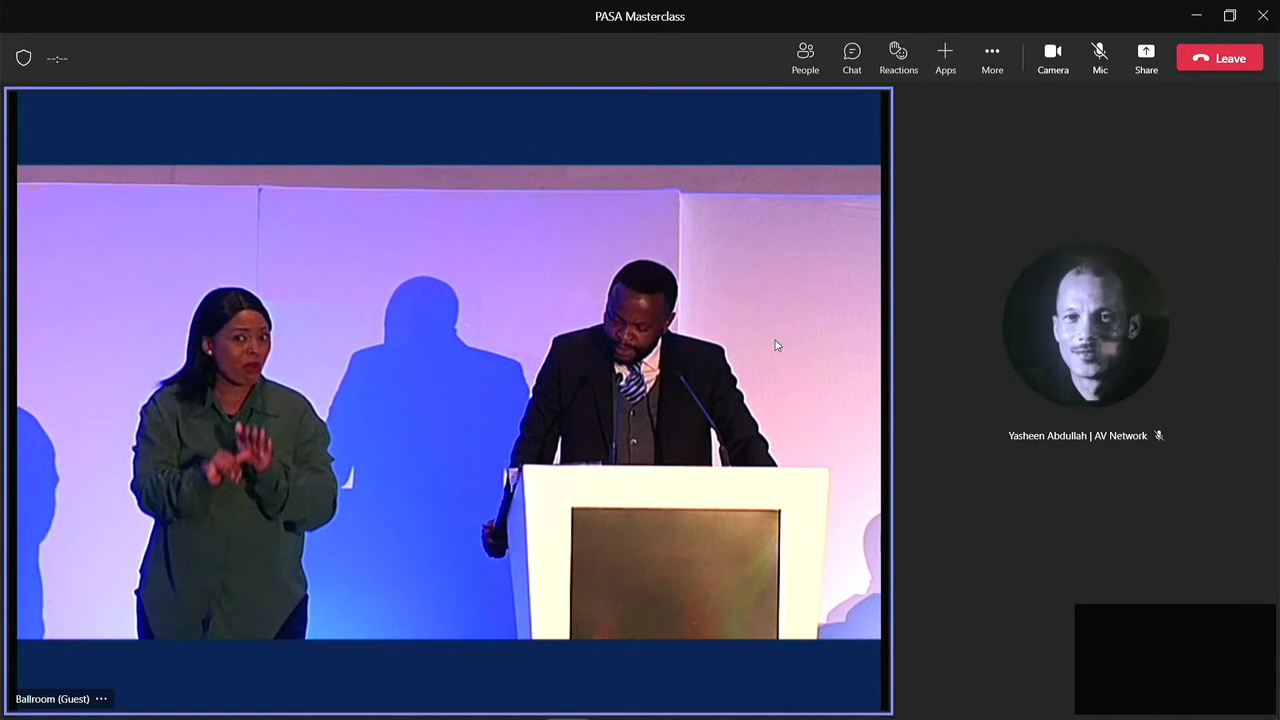 PASA Masterclass
--:--
People
Chat
Reactions
Apps
More
Camera
Mic
Share
Leave
Yasheen Abdullah | AV Network
Ballroom (Guest)